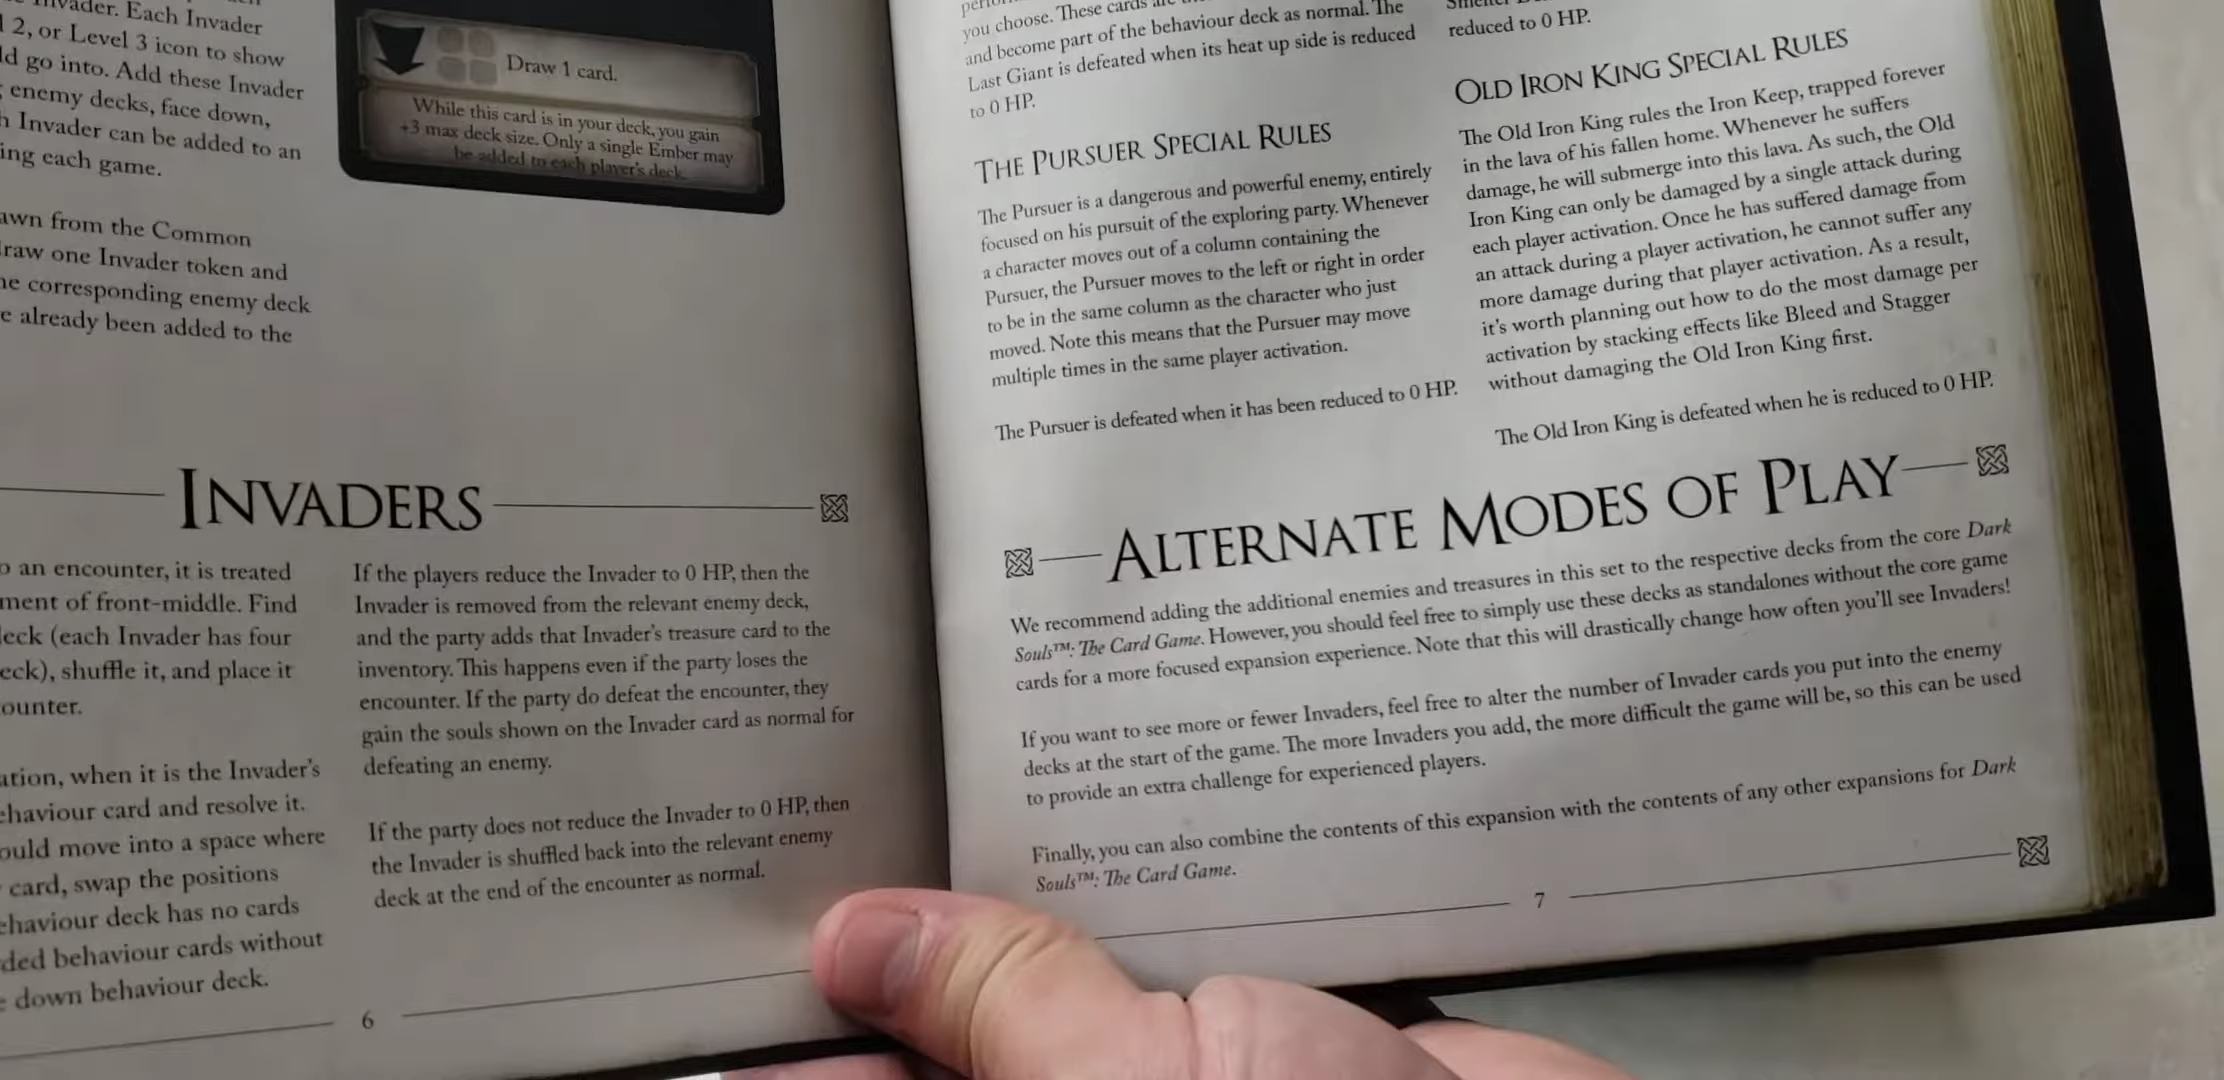 Invader. Each Invader
2, or Level 3 icon to show
go into. Add these Invader
enemy decks, face down,
Invader can be added to an
ing each game.
awn from the Common
draw one Invader token and
corresponding enemy deck
already been added to the
Draw 1 card.
While this card is in your deck, you gain
+3 max deck size. Only a single Ember may
be added to each player's deck.
INVADERS
an encounter, it is treated
ment of front-middle. Find
deck (each Invader has four
eck), shuffle it, and place it
ounter.
ation, when it is the Invader's
ehaviour card and resolve it.
ould move into a space where
card, swap the positions
ehaviour deck has no cards
ded behaviour cards without
down behaviour deck.
If the players reduce the Invader to 0 HP, then the
Invader is removed from the relevant enemy deck,
and the party adds that Invader's treasure card to the
inventory. This happens even if the party loses the
encounter. If the party do defeat the encounter, they
gain the souls shown on the Invader card as normal for
defeating an enemy.
If the party does not reduce the Invader to 0 HP, then
the Invader is shuffled back into the relevant enemy
deck at the end of the encounter as normal.
6
you choose. These cards are
and become part of the behaviour deck as normal. The
Last Giant is defeated when its heat up side is reduced
to 0 HP.
THE PURSUER SPECIAL RULES
The Pursuer is a dangerous and powerful enemy, entirely
focused on his pursuit of the exploring party. Whenever
a character moves out of a column containing the
Pursuer, the Pursuer moves to the left or right in order
to be in the same column as the character who just
moved. Note this means that the Pursuer may move
multiple times in the same player activation.
The Pursuer is defeated when it has been reduced to 0 HP.
reduced to 0 HP.
OLD IRON KING SPECIAL RULES
The Old Iron King rules the Iron Keep, trapped forever
in the lava of his fallen home. Whenever he suffers
damage, he will submerge into this lava. As such, the Old
Iron King can only be damaged by a single attack during
each player activation. Once he has suffered damage from
an attack during a player activation, he cannot suffer any
more damage during that player activation. As a result,
it's worth planning out how to do the most damage per
activation by stacking effects like Bleed and Stagger
without damaging the Old Iron King first.
The Old Iron King is defeated when he is reduced to 0 HP.
ALTERNATE MODES OF PLAY
We recommend adding the additional enemies and treasures in this set to the respective decks from the core Dark
Souls™: The Card Game. However, you should feel free to simply use these decks as standalones without the core game
cards for a more focused expansion experience. Note that this will drastically change how often you'll see Invaders!
If you want to see more or fewer Invaders, feel free to alter the number of Invader cards you put into the enemy
decks at the start of the game. The more Invaders you add, the more difficult the game will be, so this can be used
to provide an extra challenge for experienced players.
Finally, you can also combine the contents of this expansion with the contents of any other expansions for Dark
Souls™: The Card Game.
7